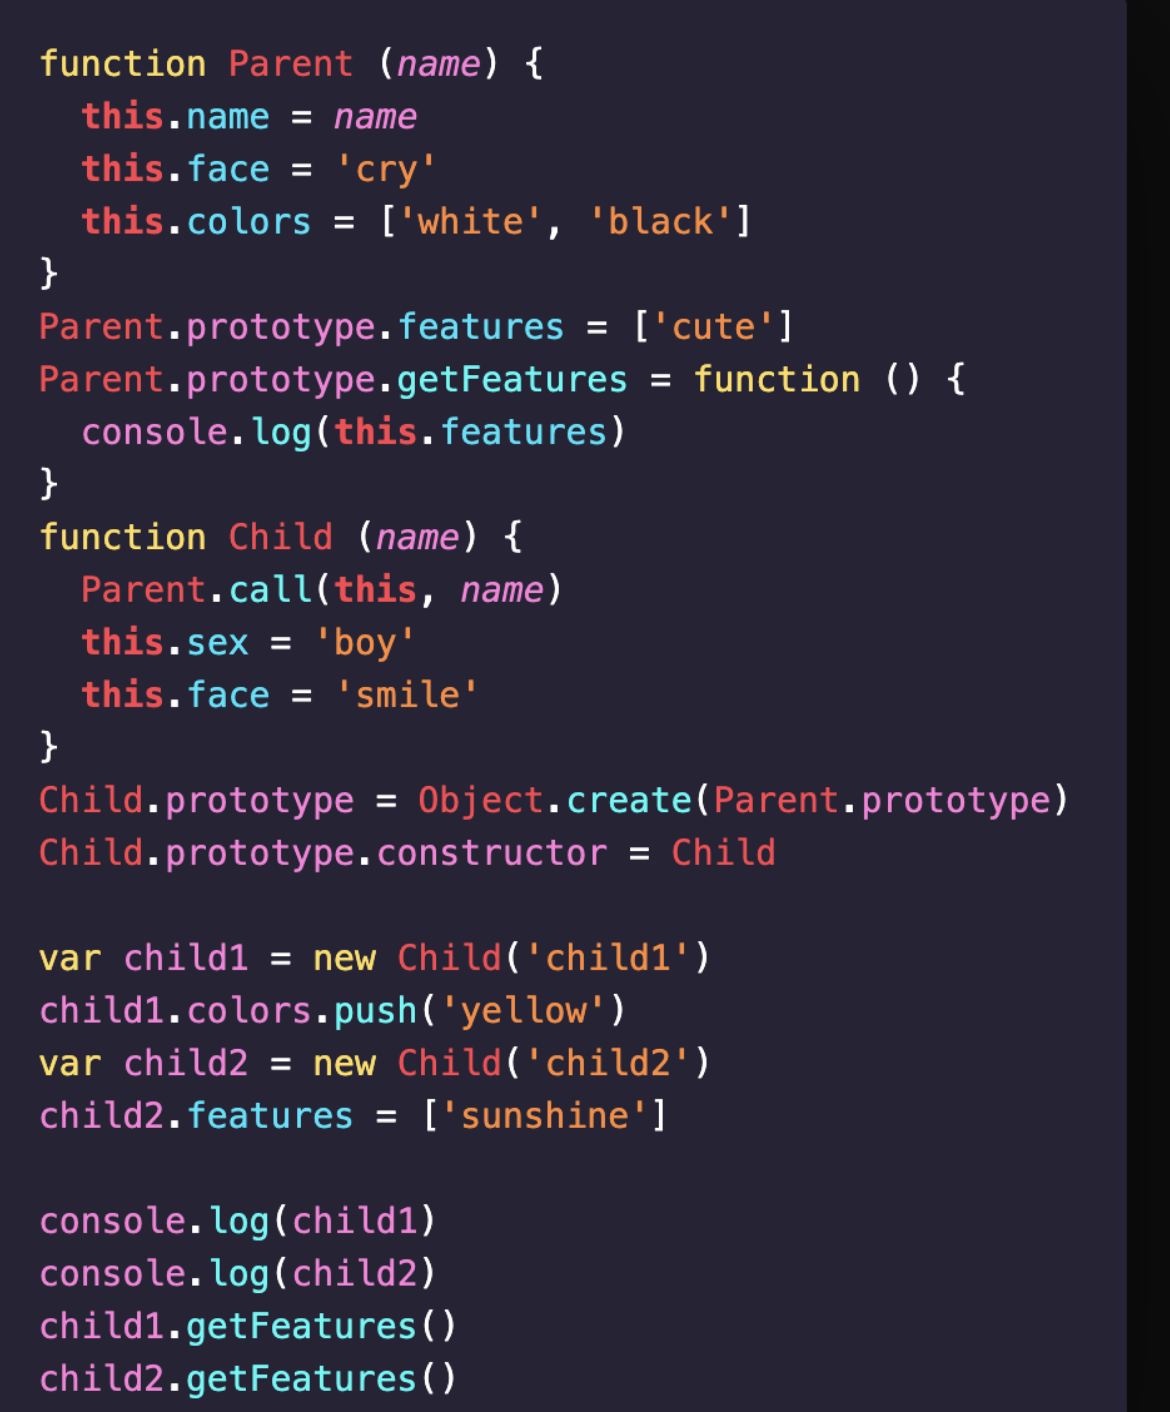 function Parent (name) {
  this.name = name
  this.face = 'cry'
  this.colors = ['white', 'black']
}
Parent.prototype.features = ['cute']
Parent.prototype.getFeatures = function () {
  console.log(this.features)
}
function Child (name) {
  Parent.call(this, name)
  this.sex = 'boy'
  this.face = 'smile'
}
Child.prototype = Object.create(Parent.prototype)
Child.prototype.constructor = Child

var child1 = new Child('child1')
child1.colors.push('yellow')
var child2 = new Child('child2')
child2.features = ['sunshine']

console.log(child1)
console.log(child2)
child1.getFeatures()
child2.getFeatures()